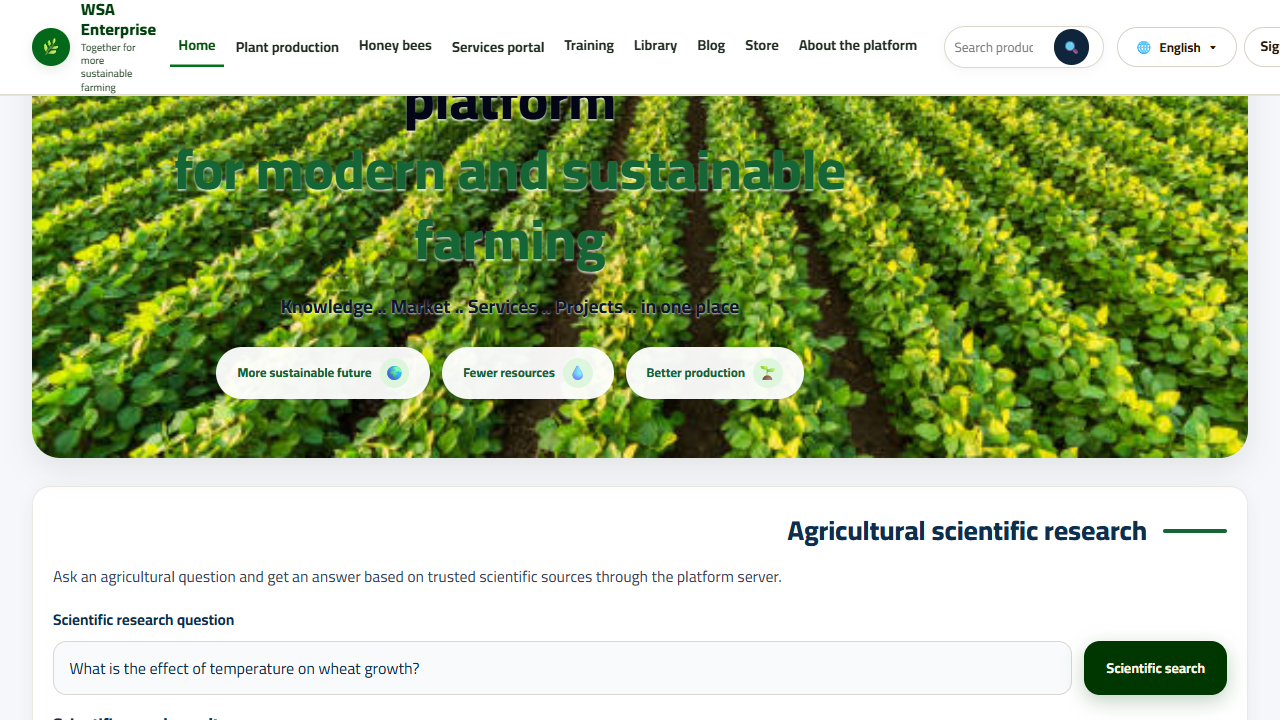 WSA
Enterprise
Together for
more
sustainable
farming
Home
Plant production
Honey bees
Services portal
Training
Library
Blog
Store
About the platform
Search produc
English
Sig
platform
for modern and sustainable
farming
Knowledge .. Market .. Services .. Projects .. in one place
More sustainable future
Fewer resources
Better production
Agricultural scientific research
Ask an agricultural question and get an answer based on trusted scientific sources through the platform server.
Scientific research question
What is the effect of temperature on wheat growth?
Scientific search